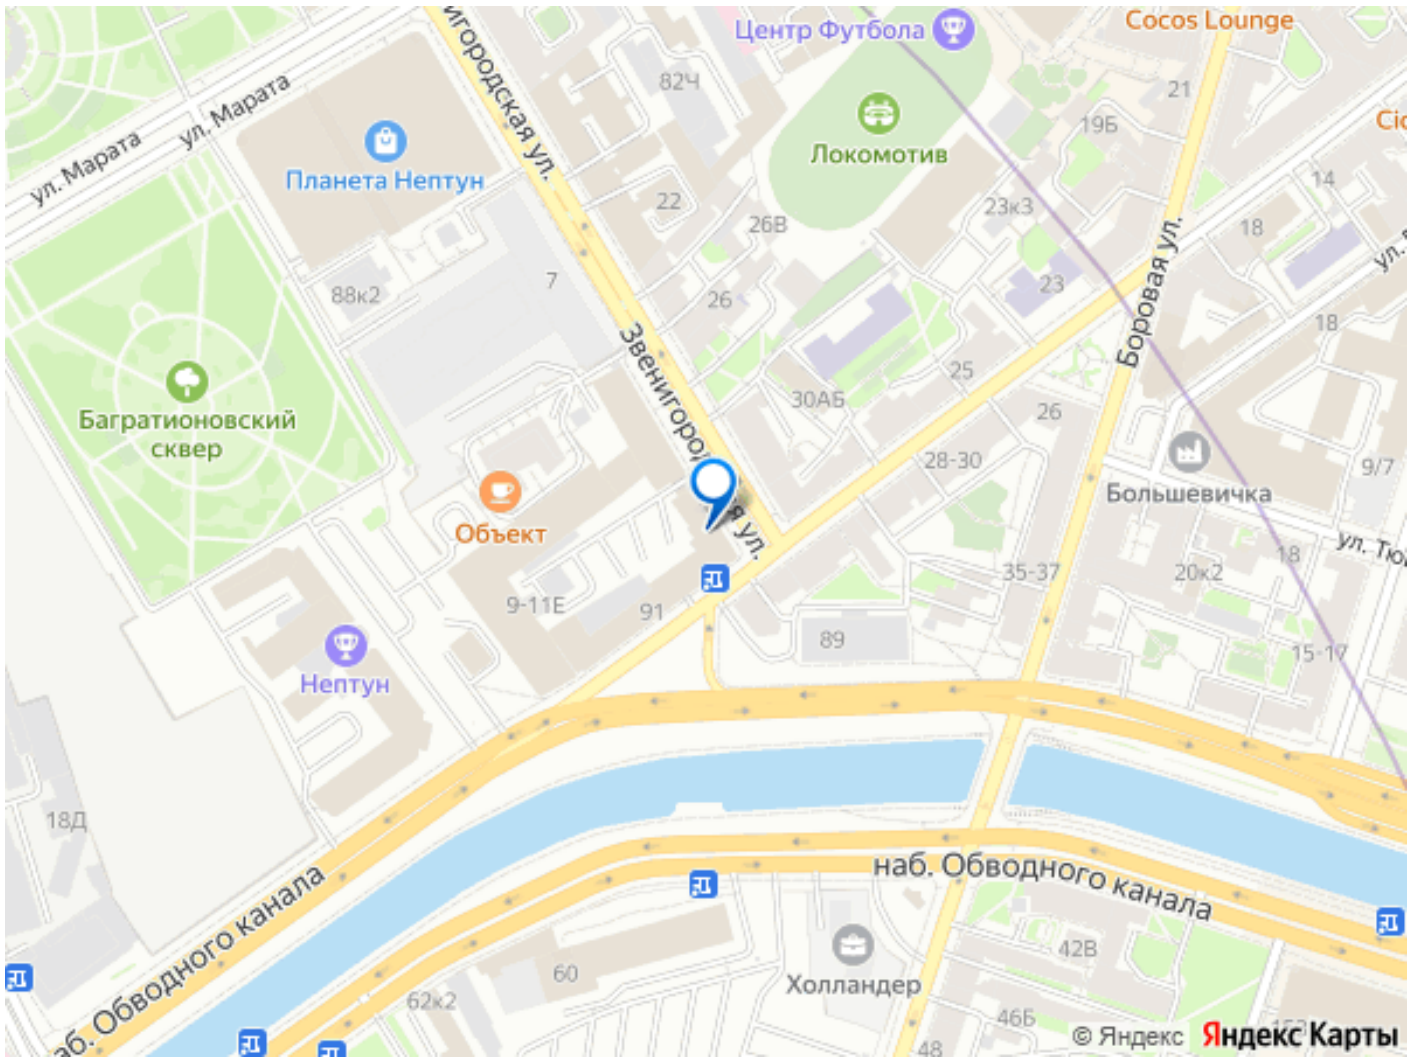 Центр Футбола
Cocos Lounge
ул. Марата
ул. Марата
82Ч
21
19Б
Локомотив
Планета Нептун
22
26В
23к3
14
18
88к2
7
26
23
Боровая ул.
18
Звенигородская ул.
Багратионовский
сквер
30АБ
25
26
28-30
9/7
Большевичка
Объект
35-37
20к2
18
9-11Е
91
89
15-17
Нептун
18Д
наб. Обводного канала
наб. Обводного канала
60
62к2
Холландер
42В
46Б
48
© Яндекс
Яндекс Карты